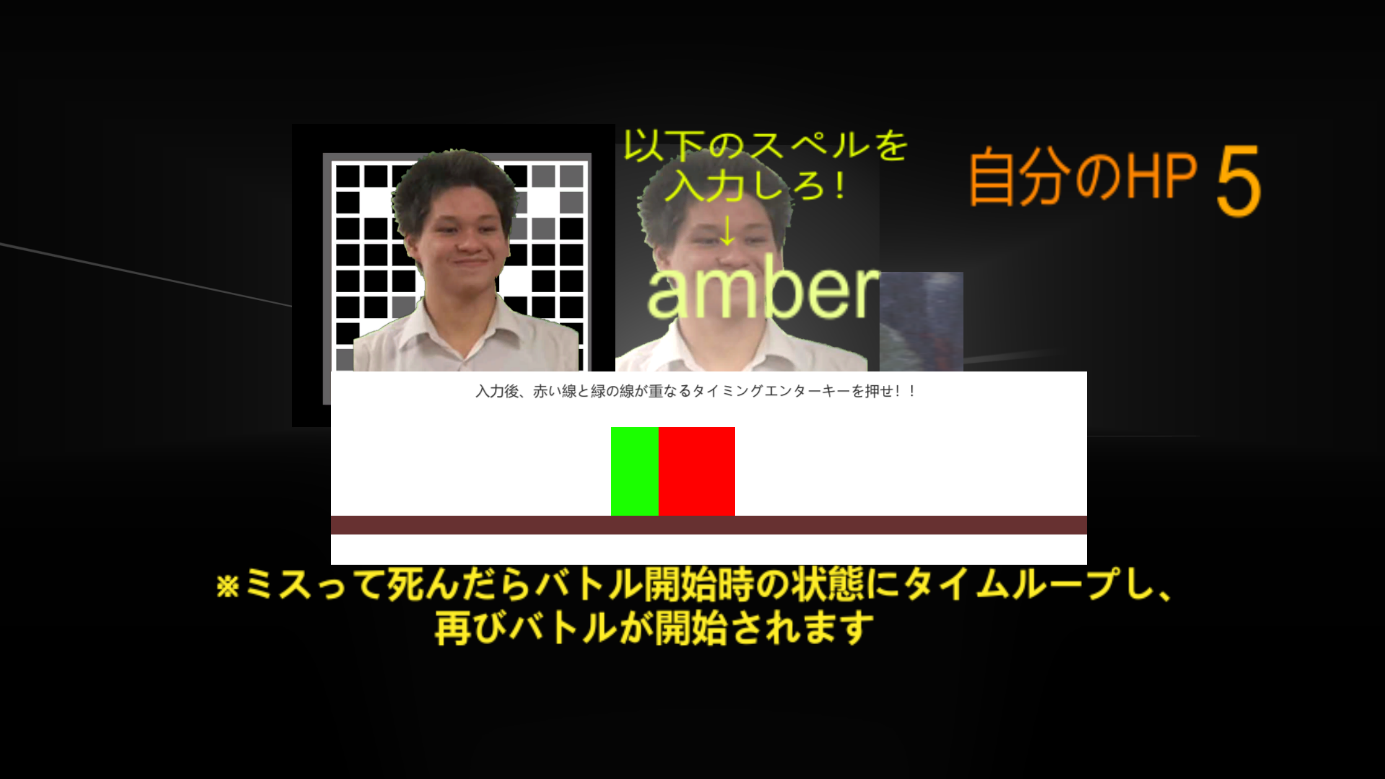 以下のスペルを
入力しろ!
↓
amber
自分のHP 5
入力後、赤い線と緑の線が重なるタイミングエンターキーを押せ!!
※ミスって死んだらバトル開始時の状態にタイムループし、
再びバトルが開始されます